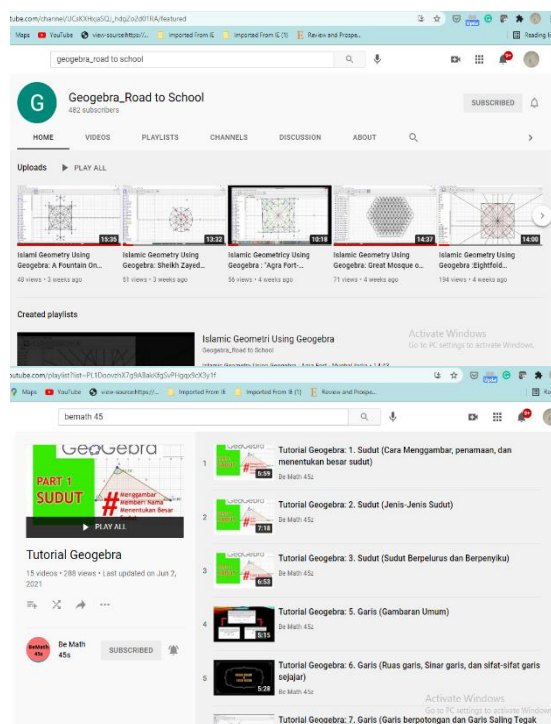 tube.com/channel/UCsKXHxjaSQJ_hdgZo2d01RA/featured
Maps YouTube view-source:https://... Imported From IE Imported From IE (1) Review and Prospe...
Reading
geogebra_road to school
G
Geogebra_Road to School
482 subscribers
SUBSCRIBED
HOME VIDEOS PLAYLISTS CHANNELS DISCUSSION ABOUT
Uploads PLAY ALL
15:35 13:32 10:18 14:37 14:00
Islami Geometry Using Islamic Geometry Using Islamic Geometricy Using Islamic Geometry Using Islamic Geometry Using
Geogebra: A Fountain On... Geogebra: Sheikh Zayed... Geogebra : "Agra Fort-... Geogebra: Great Mosque o... Geogebra :Eightfold...
48 views • 3 weeks ago 51 views • 3 weeks ago 56 views • 4 weeks ago 71 views • 4 weeks ago 194 views • 4 weeks ago
Created playlists
Islamic Geometri Using Geogebra
Geogebra_Road to School
Activate Windows
Go to PC settings to activate Windows.
Maps YouTube view-source:https://... Imported From IE Imported From IE (1) Review and Prospe...
bemath 45
GeoGebra
PART 1
SUDUT
#
Menggambar
Memberi Nama
Menentukan Besar
Sudut
PLAY ALL
Tutorial Geogebra
15 videos • 288 views • Last updated on Jun 2,
2021
BeMath
45s
Be Math
45s
SUBSCRIBED
1
5:59
Tutorial Geogebra: 1. Sudut (Cara Menggambar, penamaan, dan
menentukan besar sudut)
Be Math 45s
2
7:18
Tutorial Geogebra: 2. Sudut (Jenis-Jenis Sudut)
Be Math 45s
3
6:53
Tutorial Geogebra: 3. Sudut (Sudut Berpelurus dan Berpenyiku)
Be Math 45s
4
5:15
Tutorial Geogebra: 5. Garis (Gambaran Umum)
Be Math 45s
5
5:28
Tutorial Geogebra: 6. Garis (Ruas garis, Sinar garis, dan sifat-sifat garis
sejajar)
Be Math 45s
Activate Windows
Go to PC settings to activate Windows
Tutorial Geogebra: 7. Garis (Garis berpotongan dan Garis Saling Tegak